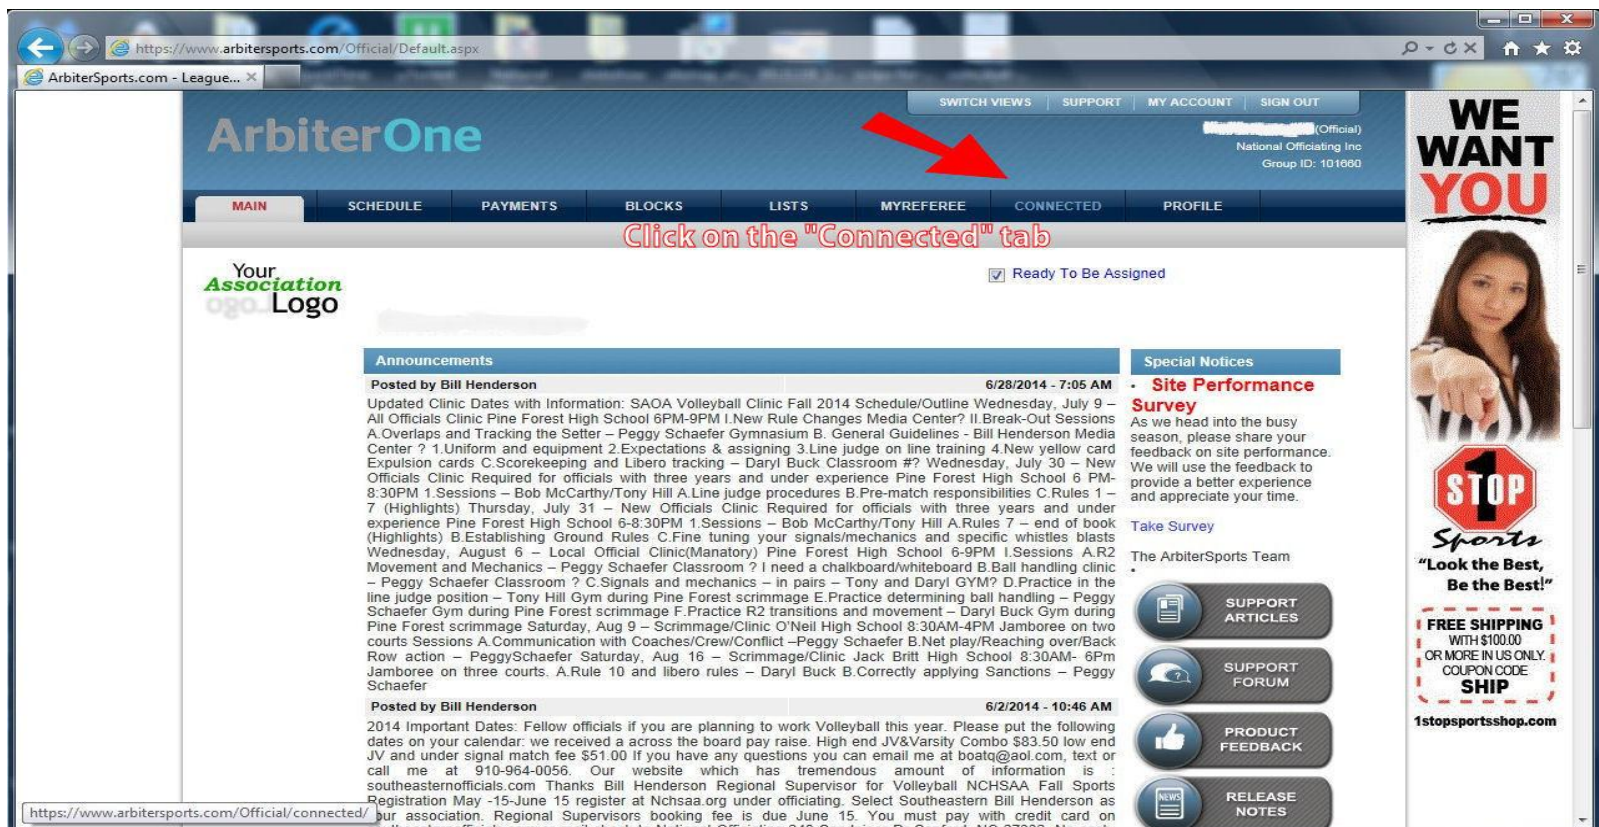 https://www.arbitersports.com/Official/Default.aspx
ArbiterSports.com - League...
SWITCH VIEWS SUPPORT MY ACCOUNT SIGN OUT
ArbiterOne
(Official)
National Officiating Inc
Group ID: 101660
MAIN SCHEDULE PAYMENTS BLOCKS LISTS MYREFEREE CONNECTED PROFILE
Click on the "Connected" tab
Your
Association
Logo
Ready To Be Assigned
Announcements
Posted by Bill Henderson 6/28/2014 - 7:05 AM
Updated Clinic Dates with Information: SAOA Volleyball Clinic Fall 2014 Schedule/Outline Wednesday, July 9 –
All Officials Clinic Pine Forest High School 6PM-9PM I.New Rule Changes Media Center? II.Break-Out Sessions
A.Overlaps and Tracking the Setter – Peggy Schaefer Gymnasium B. General Guidelines - Bill Henderson Media
Center ? 1.Uniform and equipment 2.Expectations & assigning 3.Line judge on line training 4.New yellow card
Expulsion cards C.Scorekeeping and Libero tracking – Daryl Buck Classroom #? Wednesday, July 30 – New
Officials Clinic Required for officials with three years and under experience Pine Forest High School 6 PM-
8:30PM 1.Sessions – Bob McCarthy/Tony Hill A.Line judge procedures B.Pre-match responsibilities C.Rules 1 –
7 (Highlights) Thursday, July 31 – New Officials Clinic Required for officials with three years and under
experience Pine Forest High School 6-8:30PM 1.Sessions – Bob McCarthy/Tony Hill A.Rules 7 – end of book
(Highlights) B.Establishing Ground Rules C.Fine tuning your signals/mechanics and specific whistles blasts
Wednesday, August 6 – Local Official Clinic(Manatory) Pine Forest High School 6-9PM I.Sessions A.R2
Movement and Mechanics – Peggy Schaefer Classroom ? I need a chalkboard/whiteboard B.Ball handling clinic
– Peggy Schaefer Classroom ? C.Signals and mechanics – in pairs – Tony and Daryl GYM? D.Practice in the
line judge position – Tony Hill Gym during Pine Forest scrimmage E.Practice determining ball handling – Peggy
Schaefer Gym during Pine Forest scrimmage F.Practice R2 transitions and movement – Daryl Buck Gym during
Pine Forest scrimmage Saturday, Aug 9 – Scrimmage/Clinic O'Neil High School 8:30AM-4PM Jamboree on two
courts Sessions A.Communication with Coaches/Crew/Conflict –Peggy Schaefer B.Net play/Reaching over/Back
Row action – PeggySchaefer Saturday, Aug 16 – Scrimmage/Clinic Jack Britt High School 8:30AM- 6Pm
Jamboree on three courts. A.Rule 10 and libero rules – Daryl Buck B.Correctly applying Sanctions – Peggy
Schaefer
Posted by Bill Henderson 6/2/2014 - 10:46 AM
2014 Important Dates: Fellow officials if you are planning to work Volleyball this year. Please put the following
dates on your calendar: we received a across the board pay raise. High end JV&Varsity Combo $83.50 low end
JV and under signal match fee $51.00 If you have any questions you can email me at boatq@aol.com, text or
call me at 910-964-0056. Our website which has tremendous amount of information is :
southeasternofficials.com Thanks Bill Henderson Regional Supervisor for Volleyball NCHSAA Fall Sports
Registration May -15-June 15 register at Nchsaa.org under officiating. Select Southeastern Bill Henderson as
your association. Regional Supervisors booking fee is due June 15. You must pay with credit card on
https://www.arbitersports.com/Official/connected/
Special Notices
• Site Performance
Survey
As we head into the busy
season, please share your
feedback on site performance.
We will use the feedback to
provide a better experience
and appreciate your time.
Take Survey
The ArbiterSports Team
•
SUPPORT
ARTICLES
SUPPORT
FORUM
PRODUCT
FEEDBACK
NEWS
RELEASE
NOTES
WE
WANT
YOU
1
STOP
Sports
"Look the Best,
Be the Best!"
FREE SHIPPING
WITH $100.00
OR MORE IN US ONLY.
COUPON CODE
SHIP
1stopsportsshop.com